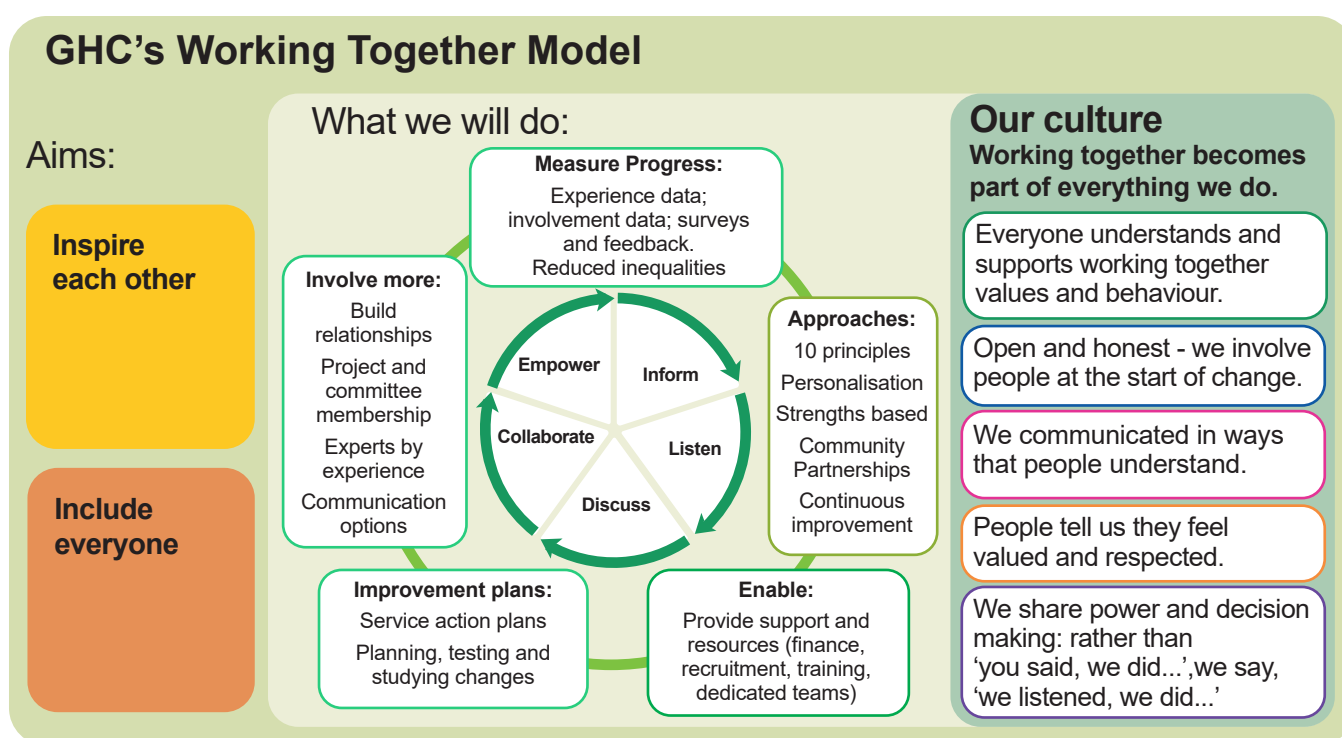 GHC’s Working Together Model
Aims:
Inspire
each other
Include
everyone
What we will do:
Measure Progress:
Experience data;
involvement data; surveys
and feedback.
Reduced inequalities
Involve more:
Build
relationships
Project and
committee
membership
Experts by
experience
Communication
options
Approaches:
10 principles
Personalisation
Strengths based
Community
Partnerships
Continuous
improvement
Empower
Inform
Collaborate
Listen
Discuss
Improvement plans:
Service action plans
Planning, testing and
studying changes
Enable:
Provide support and
resources (finance,
recruitment, training,
dedicated teams)
Our culture
Working together becomes
part of everything we do.
Everyone understands and
supports working together
values and behaviour.
Open and honest - we involve
people at the start of change.
We communicated in ways
that people understand.
People tell us they feel
valued and respected.
We share power and decision
making: rather than
‘you said, we did...’,we say,
‘we listened, we did...’